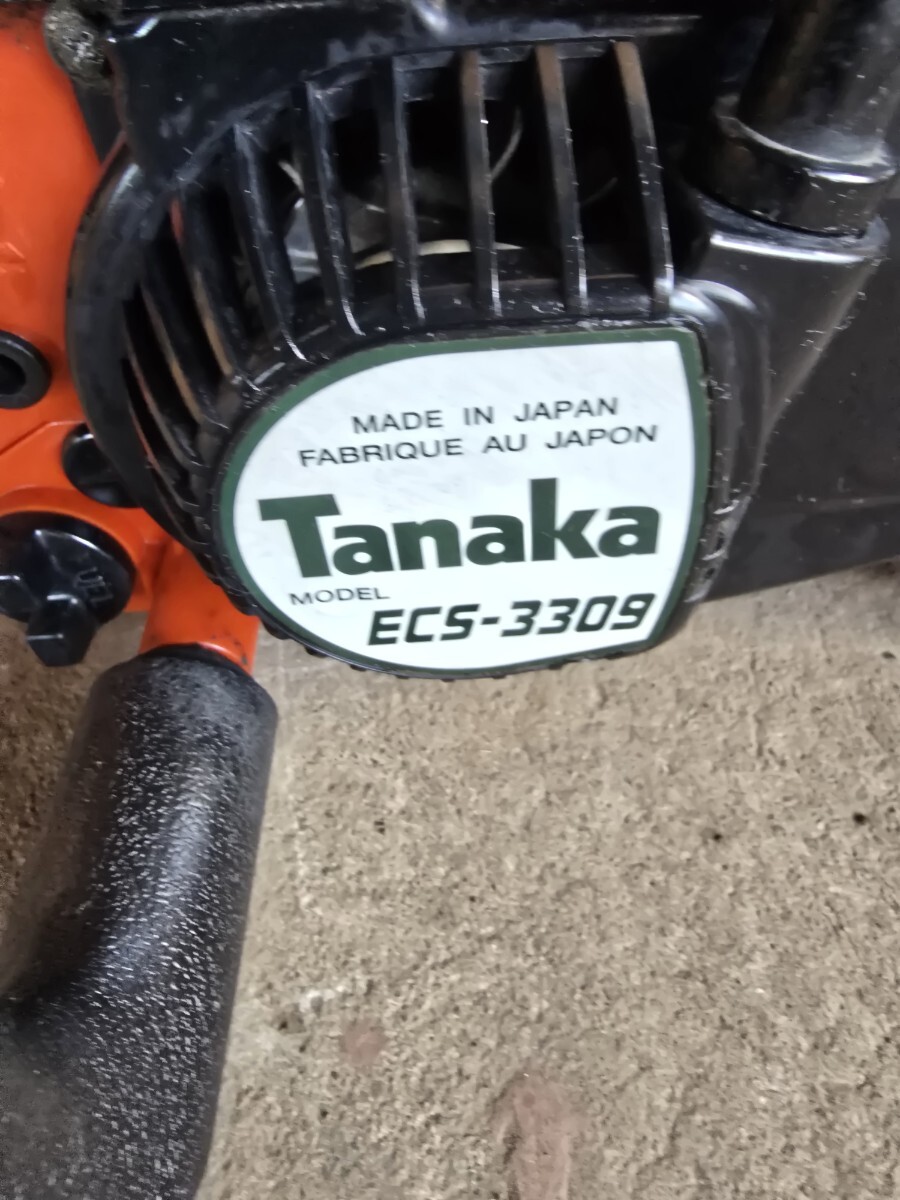 MADE IN JAPAN
FABRIQUE AU JAPON
Tanaka
MODEL
ECS-3309